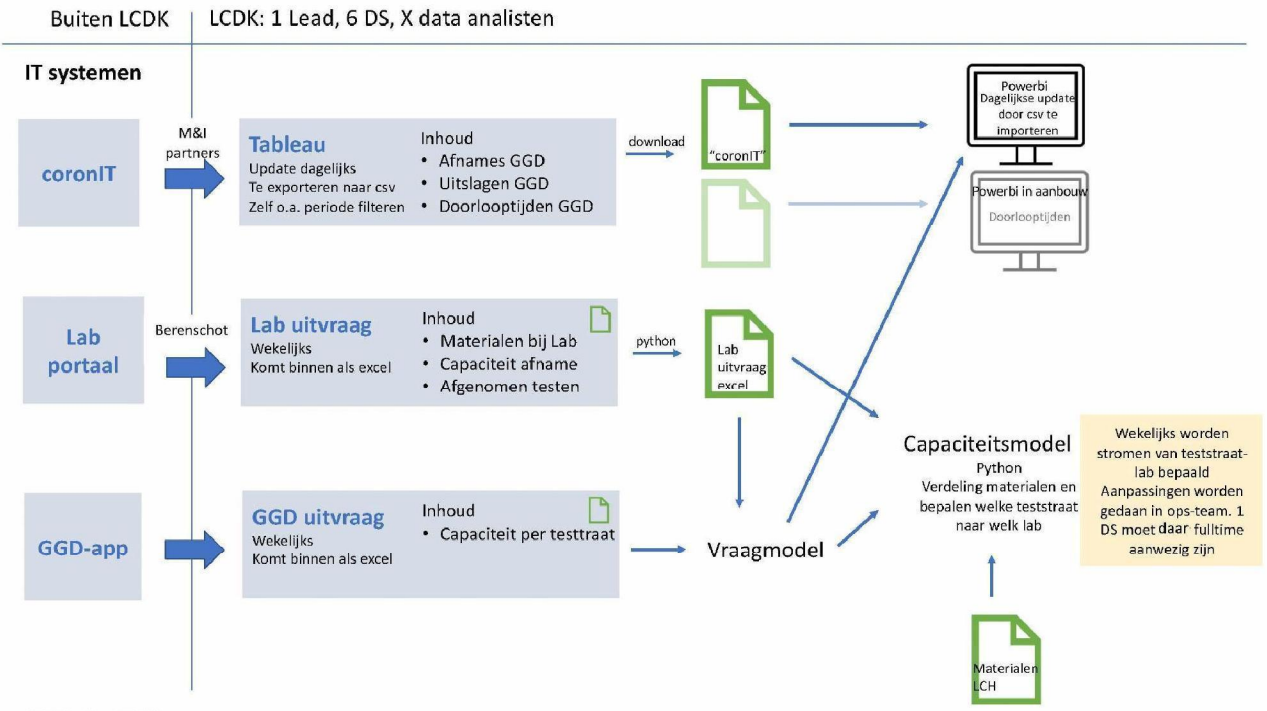 Buiten LCDK
LCDK: 1 Lead, 6 DS, X data analisten
IT systemen
coronIT
M&I
partners
Tableau
Update dagelijks
Te exporteren naar csv
Zelf o.a. periode filteren
Inhoud
• Afnames GGD
• Uitslagen GGD
• Doorlooptijden GGD
download
"coronIT"
Powerbi
Dagelijkse update
door csv te
importeren
Powerbi in aanbouw
Doorlooptijden
Lab
portaal
Berenschot
Lab uitvraag
Wekelijks
Komt binnen als excel
Inhoud
• Materialen bij Lab
• Capaciteit afname
• Afgenomen testen
python
Lab
uitvraag
excel
Capaciteitsmodel
Python
Verdeling materialen en
bepalen welke teststraat
naar welk lab
Wekelijks worden
stromen van teststraat-
lab bepaald
Aanpassingen worden
gedaan in ops-team. 1
DS moet daar fulltime
aanwezig zijn
GGD-app
GGD uitvraag
Wekelijks
Komt binnen als excel
Inhoud
• Capaciteit per testtraat
Vraagmodel
Materialen
LCH